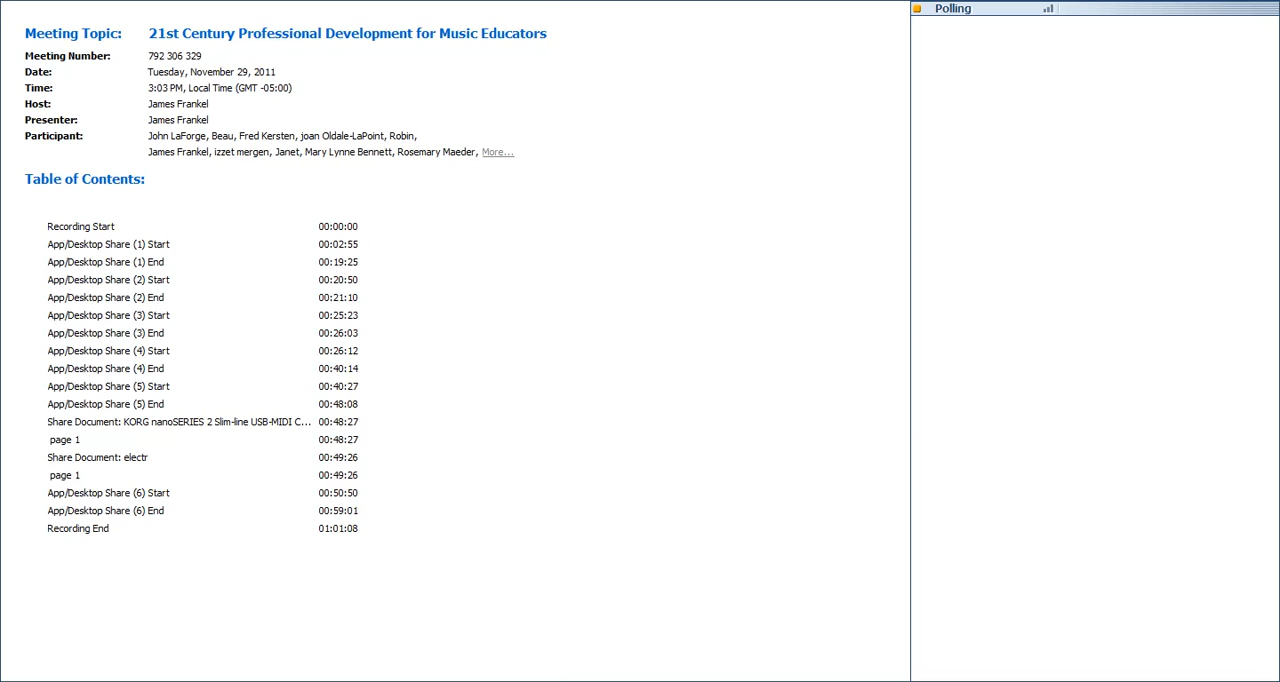 Polling
Meeting Topic: 21st Century Professional Development for Music Educators
Meeting Number: 792 306 329
Date: Tuesday, November 29, 2011
Time: 3:03 PM, Local Time (GMT -05:00)
Host: James Frankel
Presenter: James Frankel
Participant: John LaForge, Beau, Fred Kersten, joan Oldale-LaPoint, Robin,
James Frankel, izzet mergen, Janet, Mary Lynne Bennett, Rosemary Maeder, More...
Table of Contents:
Recording Start 00:00:00
App/Desktop Share (1) Start 00:02:55
App/Desktop Share (1) End 00:19:25
App/Desktop Share (2) Start 00:20:50
App/Desktop Share (2) End 00:21:10
App/Desktop Share (3) Start 00:25:23
App/Desktop Share (3) End 00:26:03
App/Desktop Share (4) Start 00:26:12
App/Desktop Share (4) End 00:40:14
App/Desktop Share (5) Start 00:40:27
App/Desktop Share (5) End 00:48:08
Share Document: KORG nanoSERIES 2 Slim-line USB-MIDI C... 00:48:27
page 1 00:48:27
Share Document: electr 00:49:26
page 1 00:49:26
App/Desktop Share (6) Start 00:50:50
App/Desktop Share (6) End 00:59:01
Recording End 01:01:08